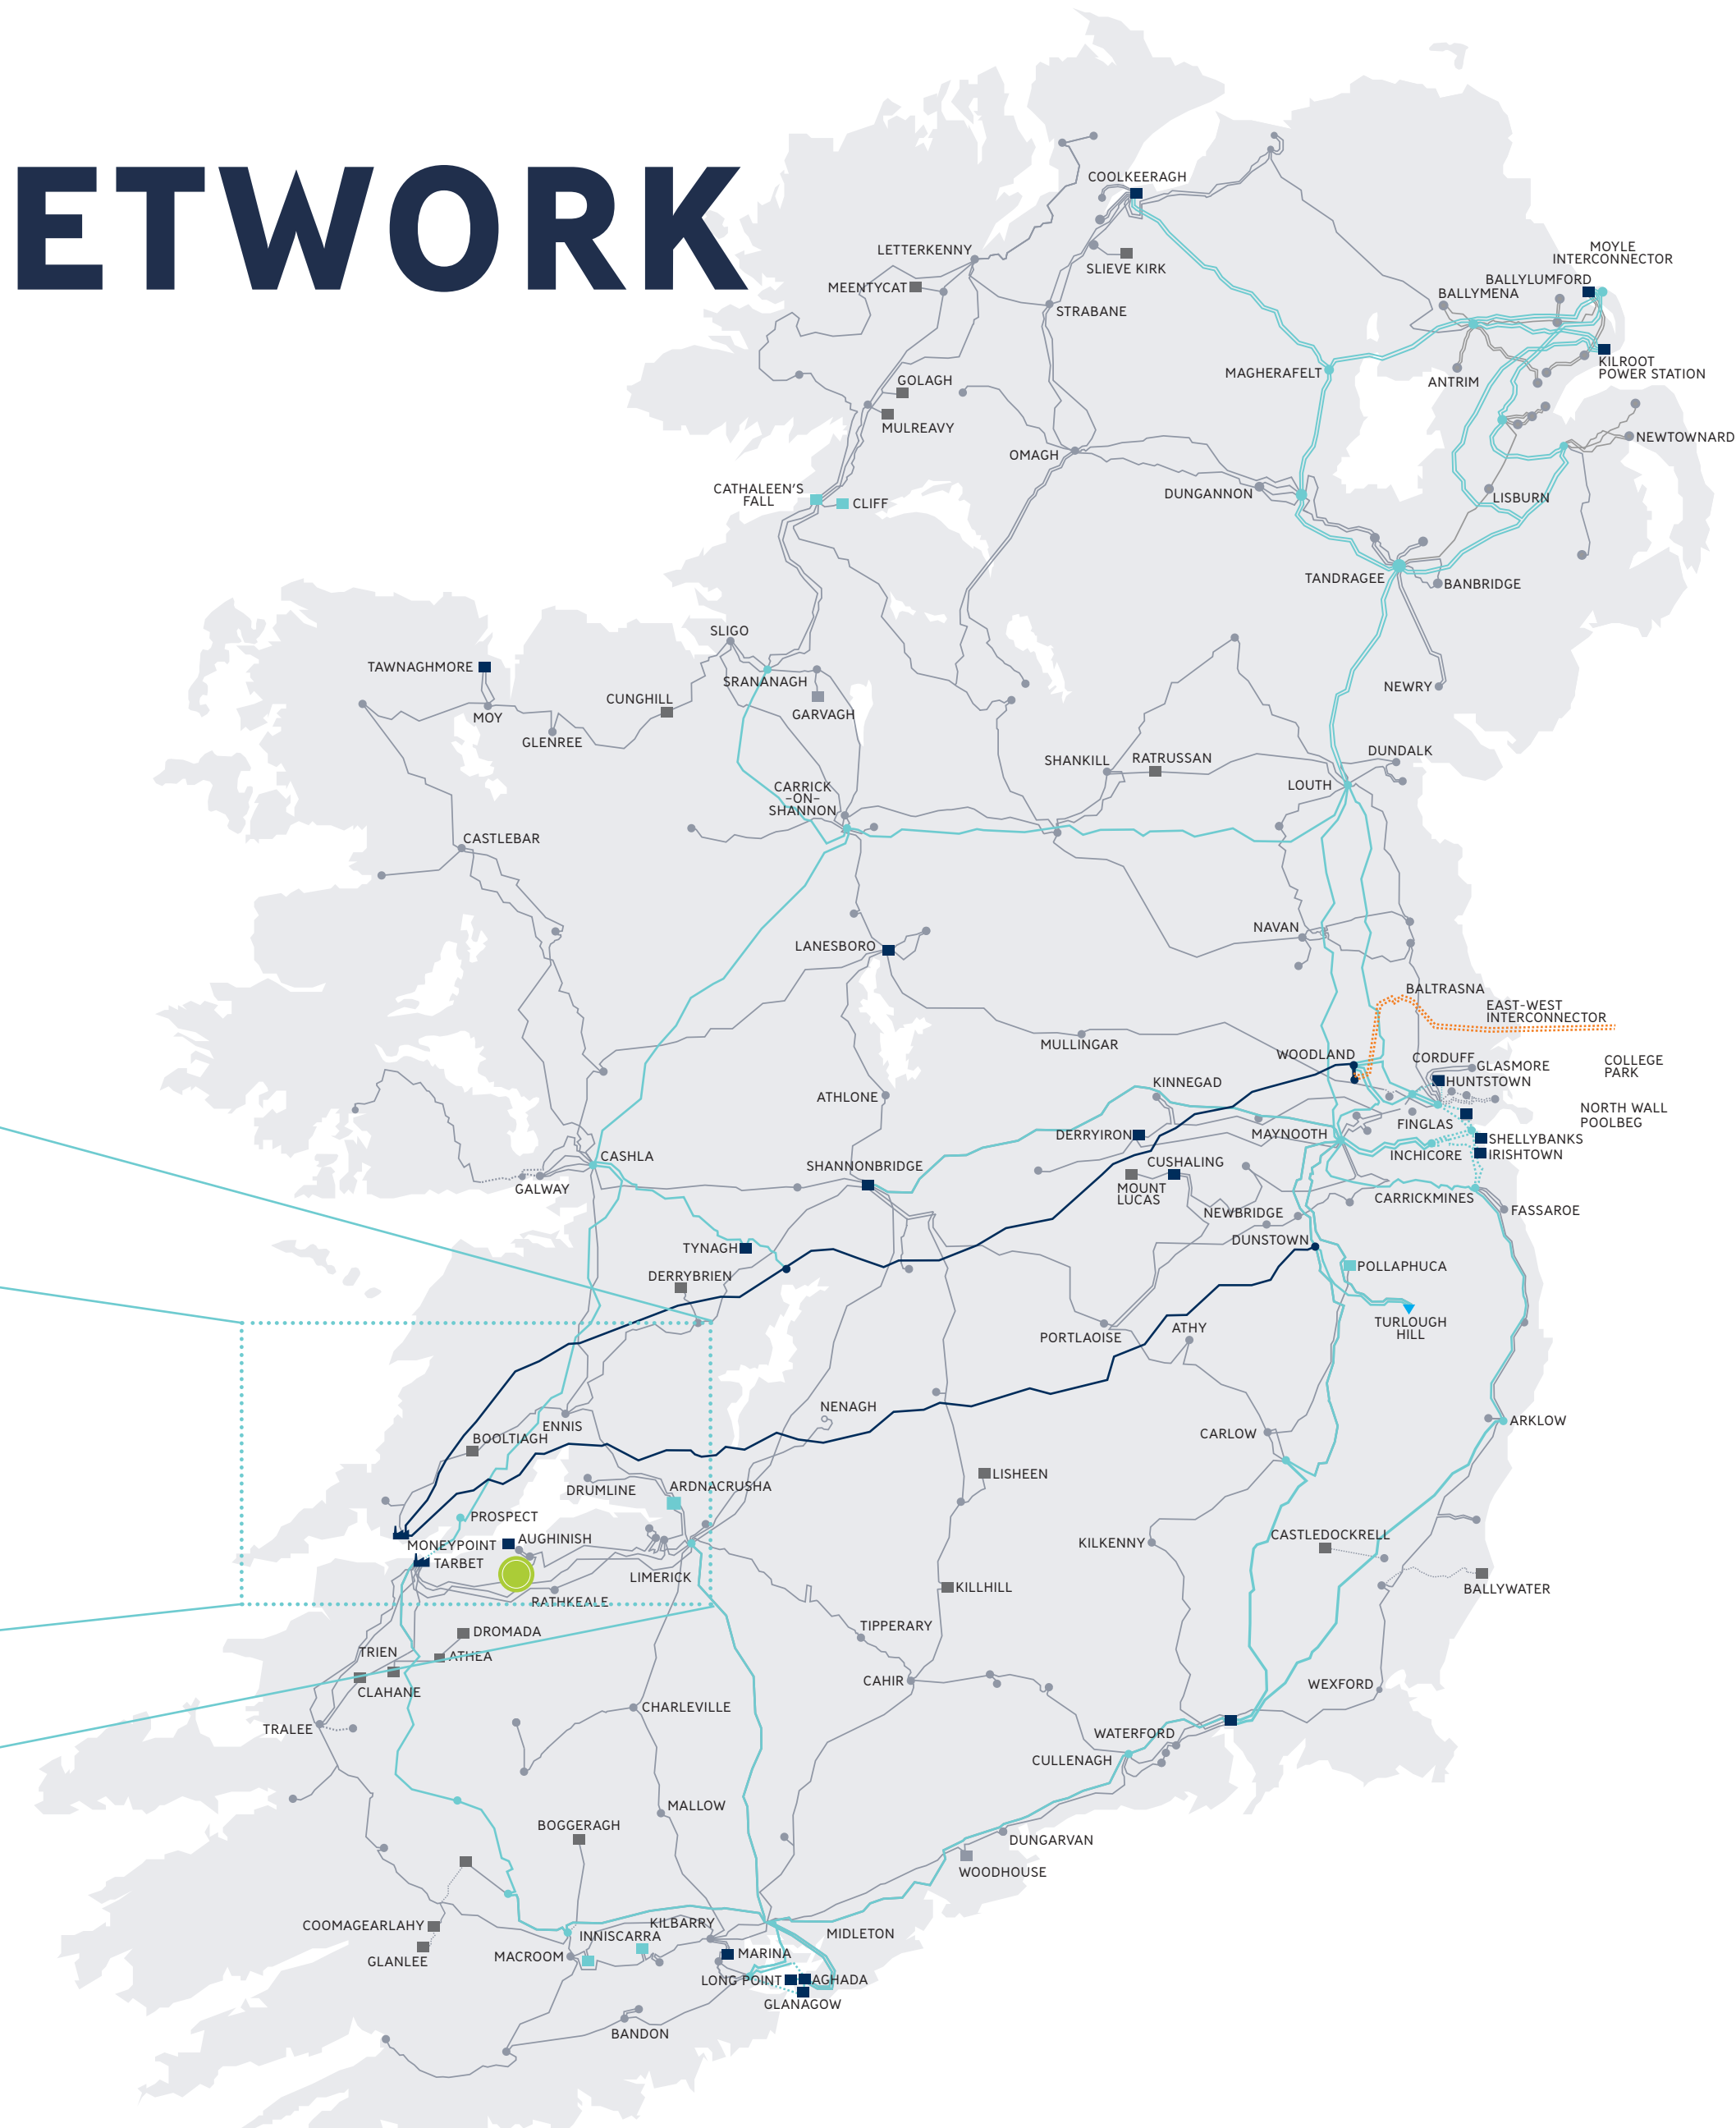 ETWORK
COOLKEERAGH
LETTERKENNY
SLIEVE KIRK
MOYLE
INTERCONNECTOR
MEENTYCAT
BALLYLUMFORD
BALLYMENA
STRABANE
KILROOT
POWER STATION
MAGHERAFELT
ANTRIM
GOLAGH
MULREAVY
NEWTOWNARD
OMAGH
CATHALEEN'S
FALL
CLIFF
DUNGANNON
LISBURN
TANDRAGEE
BANBRIDGE
SLIGO
TAWNAGHMORE
SRANANAGH
NEWRY
CUNGHILL
GARVAGH
MOY
GLENREE
DUNDALK
SHANKILL
RATRUSSAN
LOUTH
CARRICK
-ON-
SHANNON
CASTLEBAR
NAVAN
LANESBORO
BALTRASNA
EAST-WEST
INTERCONNECTOR
MULLINGAR
WOODLAND
CORDUFF
GLASMORE
COLLEGE
PARK
KINNEGAD
HUNTSTOWN
ATHLONE
NORTH WALL
POOLBEG
FINGLAS
DERRYIRON
MAYNOOTH
SHELLYBANKS
INCHICORE
IRISHTOWN
CASHLA
SHANNONBRIDGE
CUSHALING
MOUNT
LUCAS
GALWAY
CARRICKMINES
FASSAROE
NEWBRIDGE
DUNSTOWN
TYNAGH
POLLAPHUCA
DERRYBRIEN
TURLOUGH
HILL
PORTLAOISE
ATHY
NENAGH
ENNIS
ARKLOW
CARLOW
BOOLTIAGH
LISHEEN
DRUMLINE
ARDNACRUSHA
PROSPECT
CASTLEDOCKRELL
MONEYPOINT
AUGHINISH
KILKENNY
TARBET
LIMERICK
KILLHILL
BALLYWATER
RATHKEALE
TIPPERARY
DROMADA
TRIEN
ATHEA
CAHIR
WEXFORD
CLAHANE
CHARLEVILLE
TRALEE
WATERFORD
CULLENAGH
MALLOW
BOGGERAGH
DUNGARVAN
WOODHOUSE
COOMAGEARLAHY
KILBARRY
MIDLETON
INNISCARRA
MACROOM
MARINA
GLANLEE
LONG POINT
AGHADA
GLANAGOW
BANDON